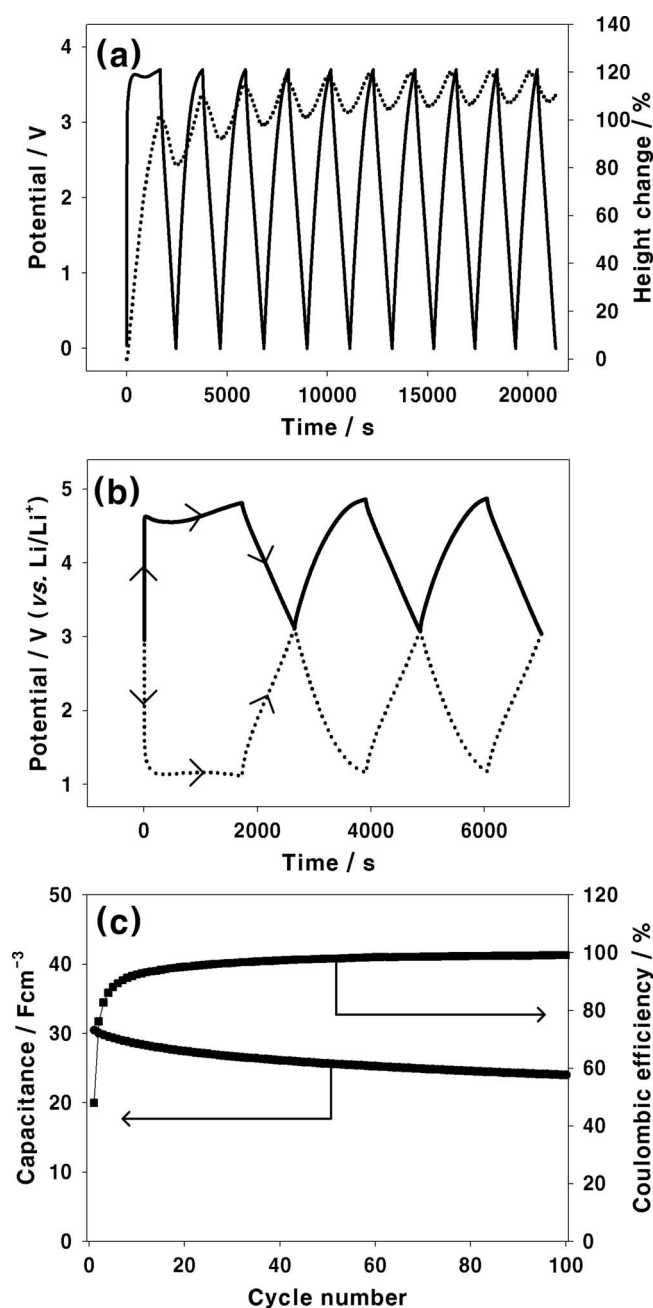 (a)
4
3
2
1
0
Potential / V
140
120
100
80
60
40
20
0
Height change / %
0 5000 10000 15000 20000
Time / s
(b)
5
4
3
2
1
Potential / V (vs. Li/Li⁺)
0 2000 4000 6000
Time / s
(c)
50
40
30
20
10
0
Capacitance / Fcm⁻³
120
100
80
60
40
20
0
Coulombic efficiency / %
0 20 40 60 80 100
Cycle number